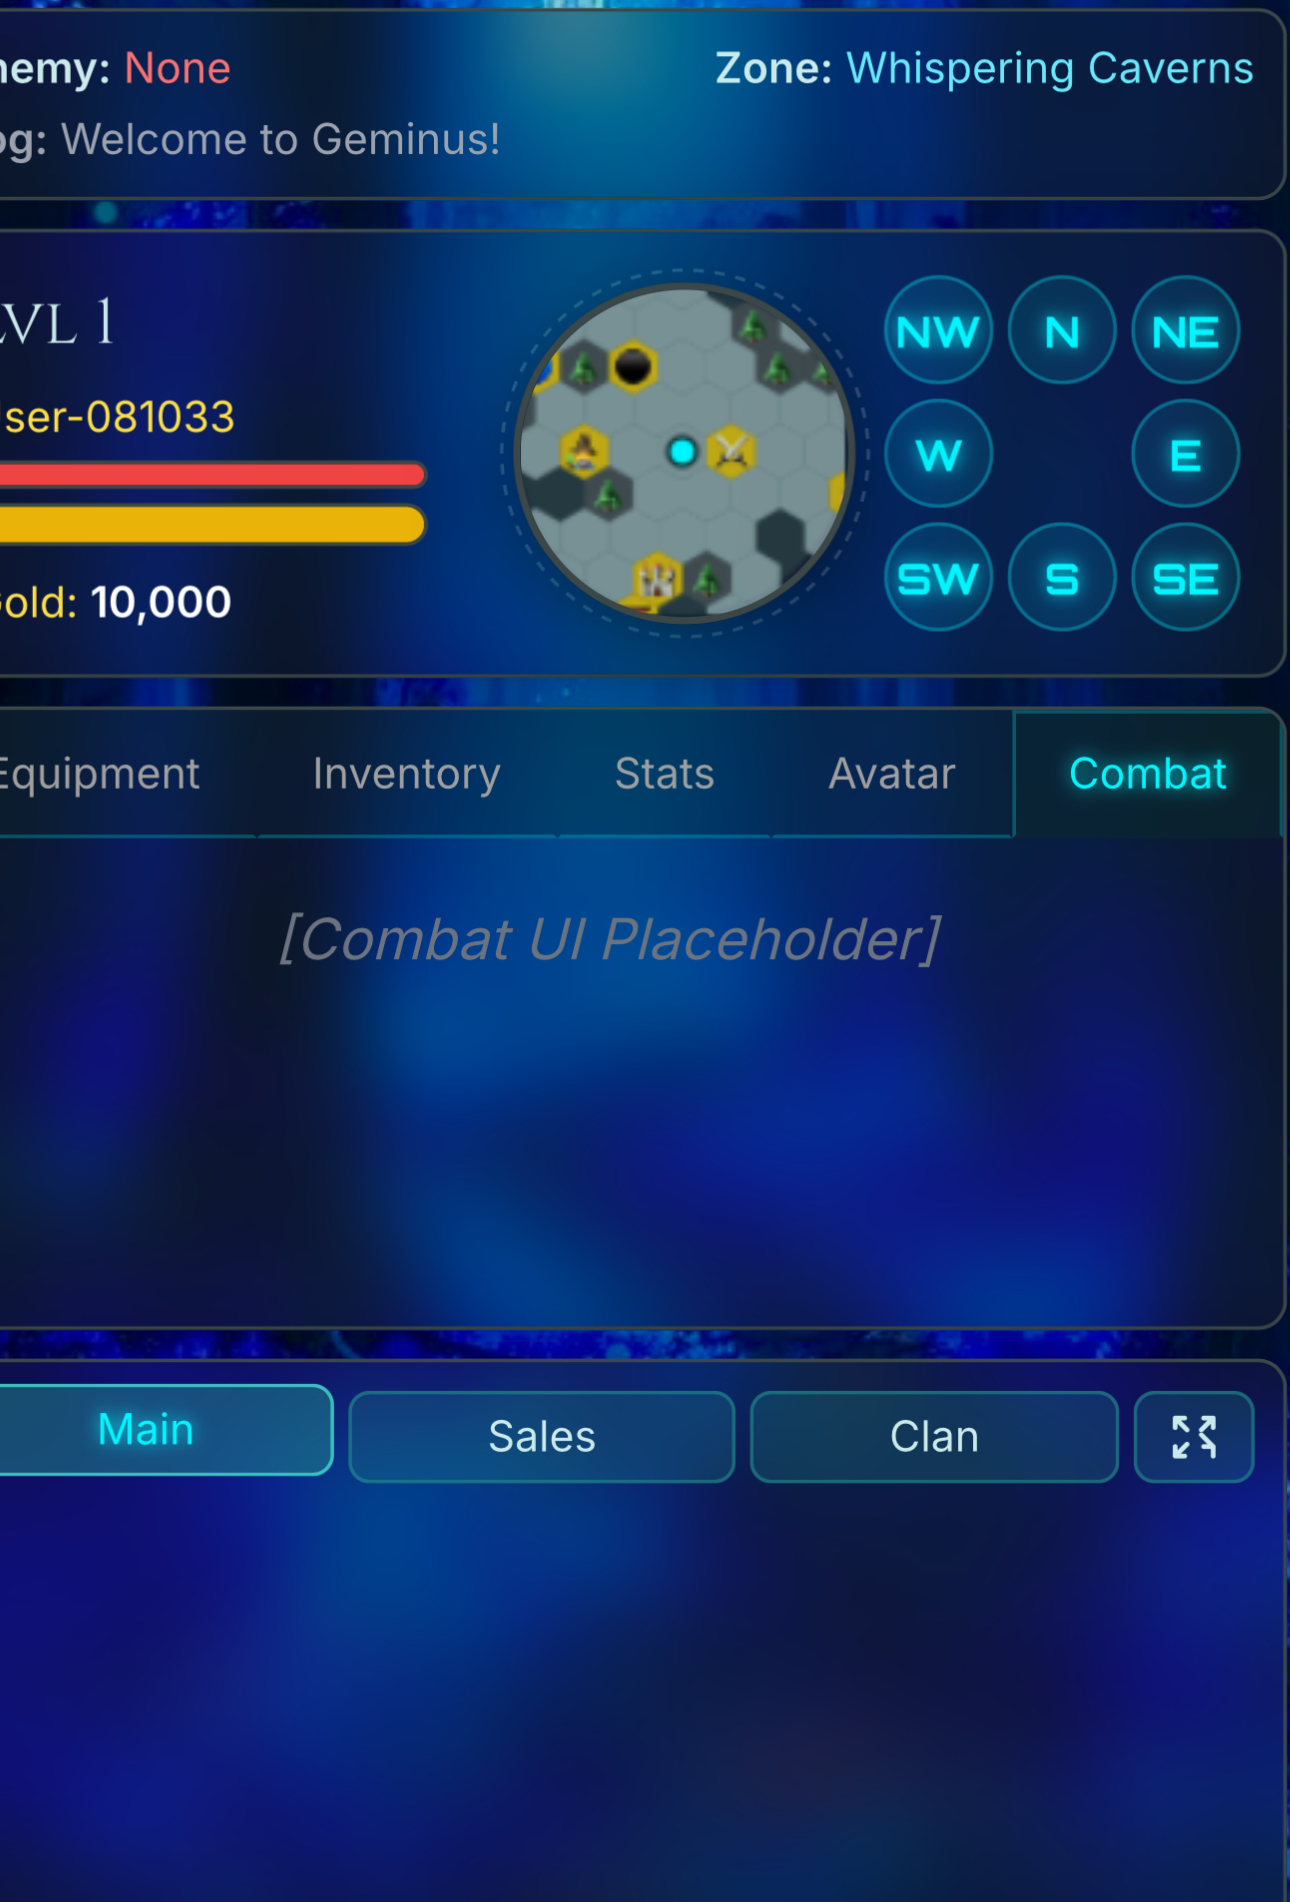 nemy: None
Zone: Whispering Caverns
og: Welcome to Geminus!
LVL 1
NW N NE
ser-081033
W E
old: 10,000
SW S SE
Equipment Inventory Stats Avatar Combat
[Combat UI Placeholder]
Main Sales Clan